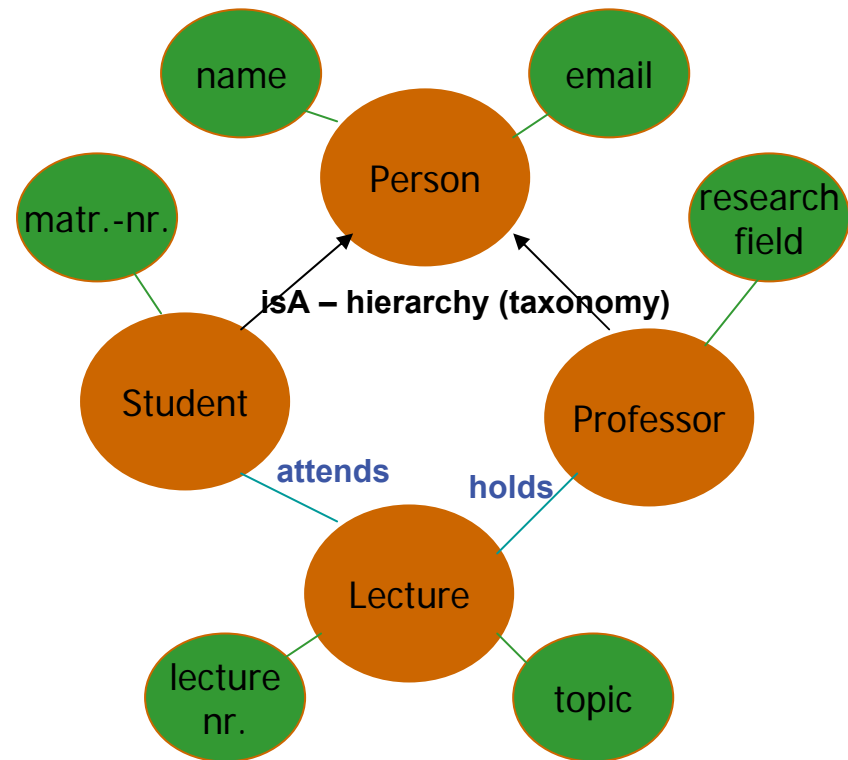 name
email
Person
matr.-nr.
research
field
isA – hierarchy (taxonomy)
Student
Professor
attends
holds
Lecture
lecture
nr.
topic